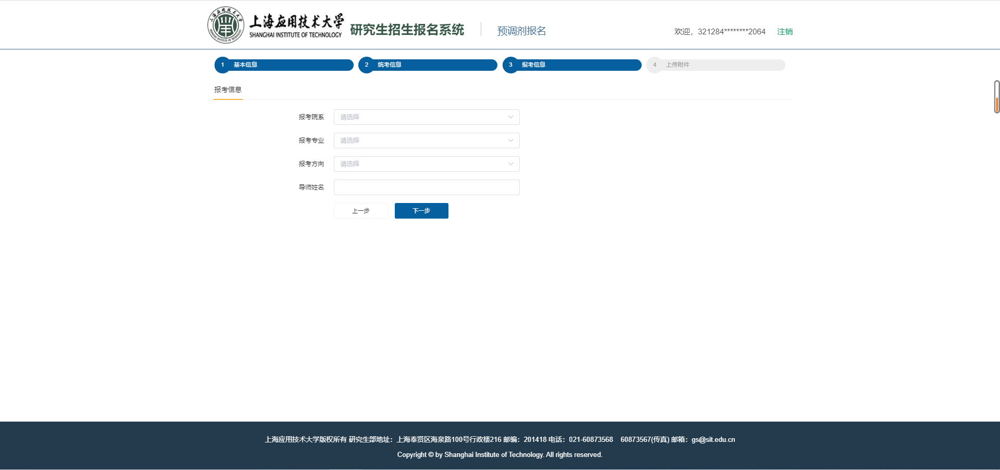 上海应用技术大学
SHANGHAI INSTITUTE OF TECHNOLOGY
研究生招生报名系统
预调剂报名
欢迎，321284********2064 注销
1 基本信息
2 统考信息
3 报考信息
4 上传附件
报考信息
报考院系 请选择
报考专业 请选择
报考方向 请选择
导师姓名
上一步 下一步
上海应用技术大学版权所有 研究生部地址：上海奉贤区海泉路100号行政楼216 邮编：201418 电话：021-60873568 60873567(传真) 邮箱：gs@sit.edu.cn
Copyright © by Shanghai Institute of Technology. All rights reserved.